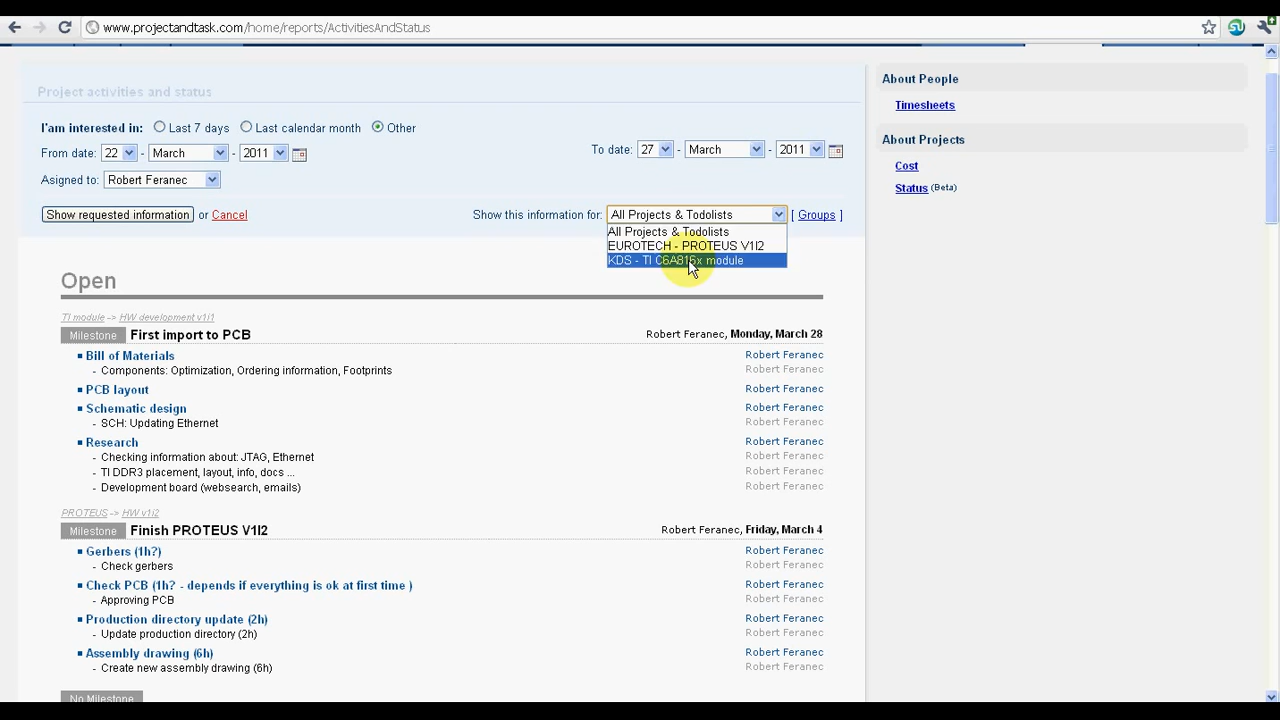 www.projectandtask.com/home/reports/ActivitiesAndStatus
Project activities and status
I'am interested in: Last 7 days Last calendar month Other
From date: 22 - March - 2011 To date: 27 - March - 2011
Asigned to: Robert Feranec
Show requested information or Cancel Show this information for: All Projects & Todolists [ Groups ]
All Projects & Todolists
EUROTECH - PROTEUS V1I2
KDS - TI C6A816x module
Open
TI module -> HW development v1i1
Milestone First import to PCB Robert Feranec, Monday, March 28
Bill of Materials Robert Feranec
- Components: Optimization, Ordering information, Footprints Robert Feranec
PCB layout Robert Feranec
Schematic design Robert Feranec
- SCH: Updating Ethernet Robert Feranec
Research Robert Feranec
- Checking information about: JTAG, Ethernet Robert Feranec
- TI DDR3 placement, layout, info, docs ... Robert Feranec
- Development board (websearch, emails) Robert Feranec
PROTEUS -> HW v1i2
Milestone Finish PROTEUS V1I2 Robert Feranec, Friday, March 4
Gerbers (1h?) Robert Feranec
- Check gerbers Robert Feranec
Check PCB (1h? - depends if everything is ok at first time ) Robert Feranec
- Approving PCB Robert Feranec
Production directory update (2h) Robert Feranec
- Update production directory (2h) Robert Feranec
Assembly drawing (6h) Robert Feranec
- Create new assembly drawing (6h) Robert Feranec
No Milestone
About People
Timesheets
About Projects
Cost
Status (Beta)